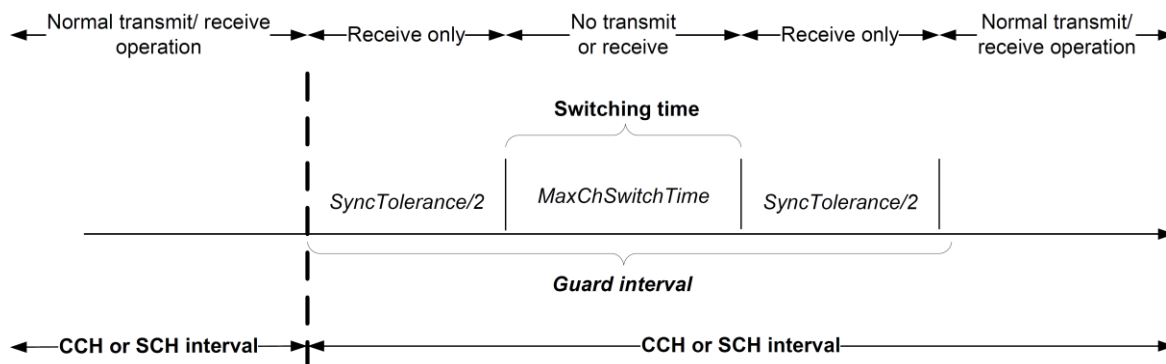 Normal transmit/ receive
operation
Receive only
No transmit
or receive
Receive only
Normal transmit/
receive operation
Switching time
SyncTolerance/2
MaxChSwitchTime
SyncTolerance/2
Guard interval
CCH or SCH interval
CCH or SCH interval